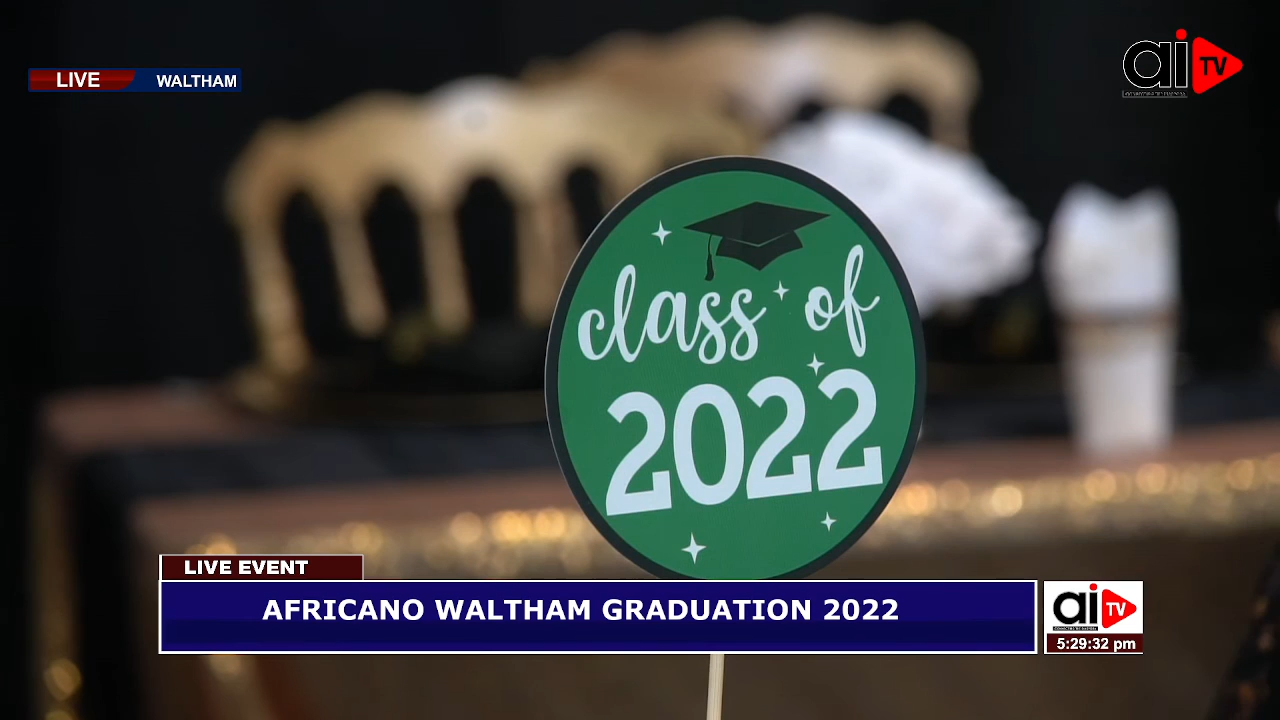 LIVE WALTHAM
ai TV
class of
2022
LIVE EVENT
AFRICANO WALTHAM GRADUATION 2022
ai TV
5:29:32 pm